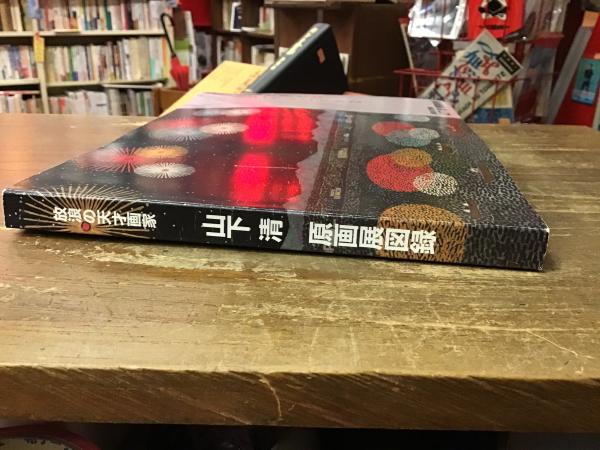 放浪の天才画家 山下 清 原画展図録